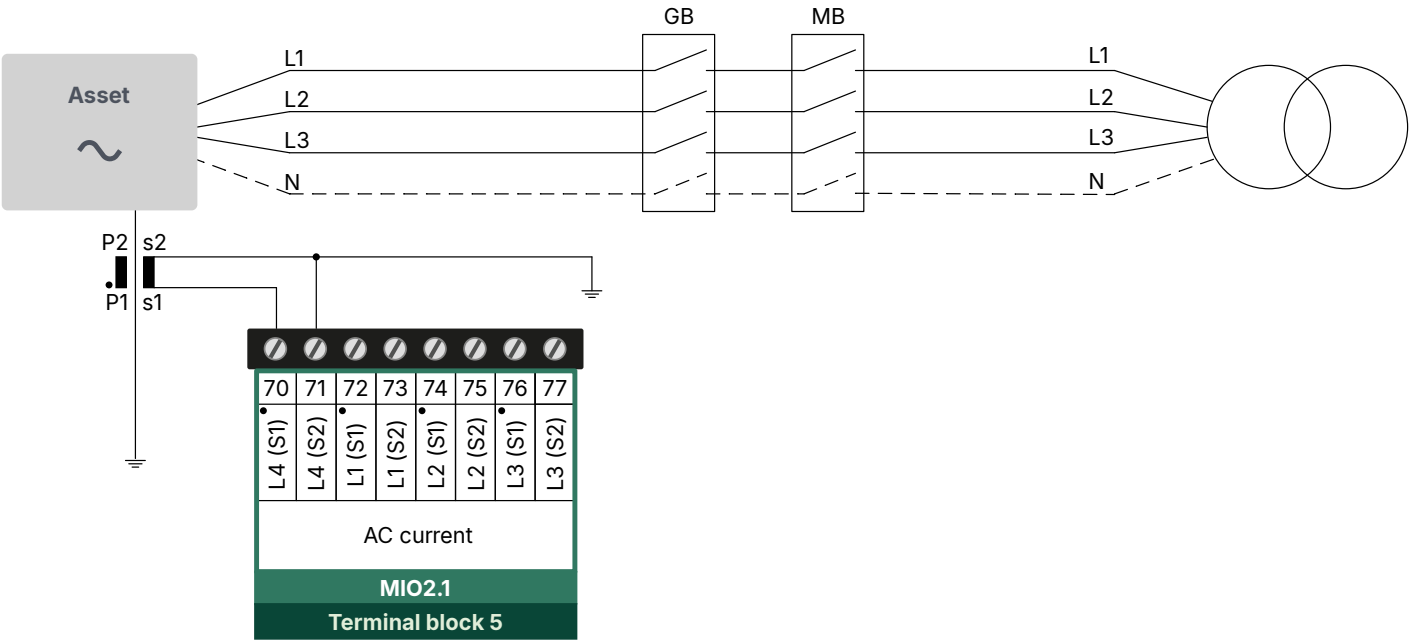 GB MB
L1 L1
Asset L2 L2
L3 L3
N N
P2 s2
P1 s1
70 71 72 73 74 75 76 77
L4 (S1) L4 (S2) L1 (S1) L1 (S2) L2 (S1) L2 (S2) L3 (S1) L3 (S2)
AC current
MIO2.1
Terminal block 5